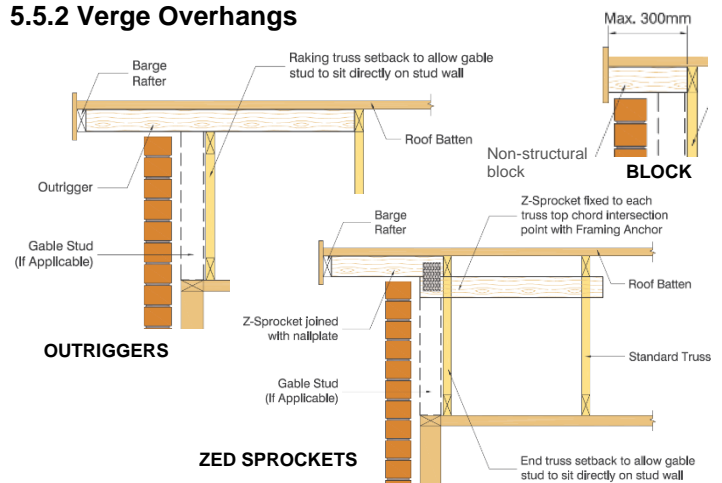 5.5.2 Verge Overhangs
Max. 300mm
Barge
Rafter
Raking truss setback to allow gable
stud to sit directly on stud wall
Roof Batten
Outrigger
Gable Stud
(If Applicable)
OUTRIGGERS
Non-structural
block
BLOCK
Z-Sprocket fixed to each
truss top chord intersection
point with Framing Anchor
Barge
Rafter
Roof Batten
Z-Sprocket joined
with nailplate
Standard Truss
Gable Stud
(If Applicable)
ZED SPROCKETS
End truss setback to allow gable
stud to sit directly on stud wall